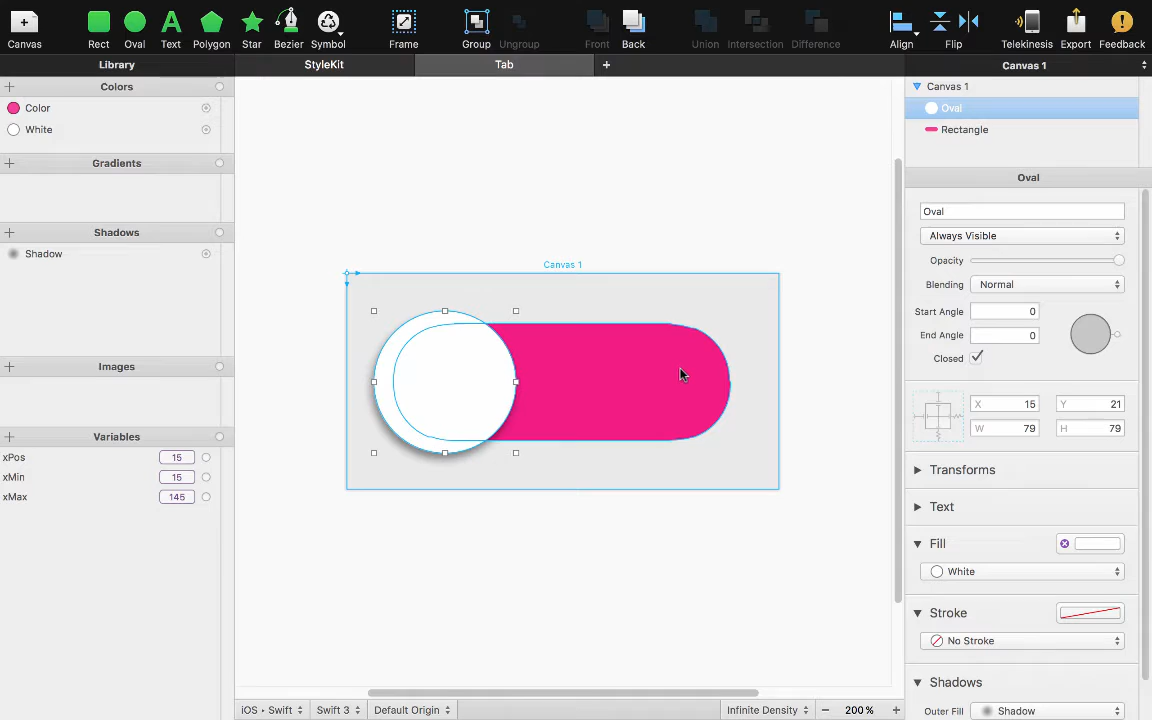 Canvas
Rect
Oval
Text
Polygon
Star
Bezier
Symbol
Frame
Group
Ungroup
Front
Back
Union
Intersection
Difference
Align
Flip
Telekinesis
Export
Feedback
Library
StyleKit
Tab
+
Canvas 1
Colors
Color
White
Gradients
Shadows
Shadow
Images
Variables
xPos 15
xMin 15
xMax 145
Canvas 1
Canvas 1
Oval
Rectangle
Oval
Oval
Always Visible
Opacity
Blending Normal
Start Angle 0
End Angle 0
Closed
X 15 Y 21
W 79 H 79
Transforms
Text
Fill
White
Stroke
No Stroke
Shadows
Outer Fill Shadow
iOS ▸ Swift
Swift 3
Default Origin
Infinite Density
− 200% +